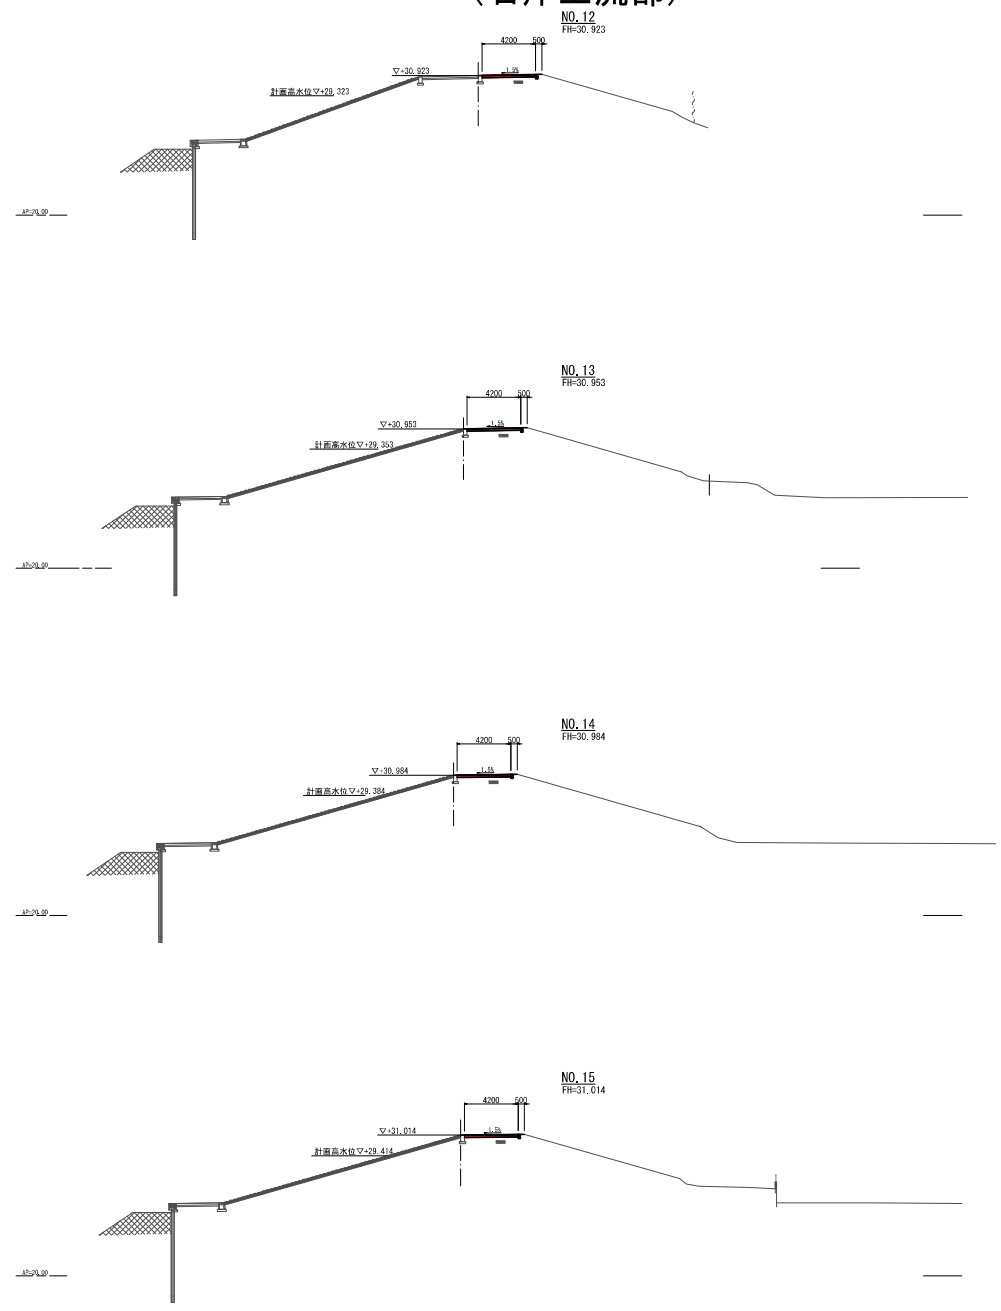 NO.12
FH=30.923
4200 500
▽+30.923
1.5%
計画高水位▽+29.323
AP=20.00
NO.13
FH=30.953
4200 500
▽+30.953
1.5%
計画高水位▽+29.353
AP=20.00
NO.14
FH=30.984
4200 500
▽+30.984
1.5%
計画高水位▽+29.384
AP=20.00
NO.15
FH=31.014
4200 500
▽+31.014
1.5%
計画高水位▽+29.414
AP=20.00